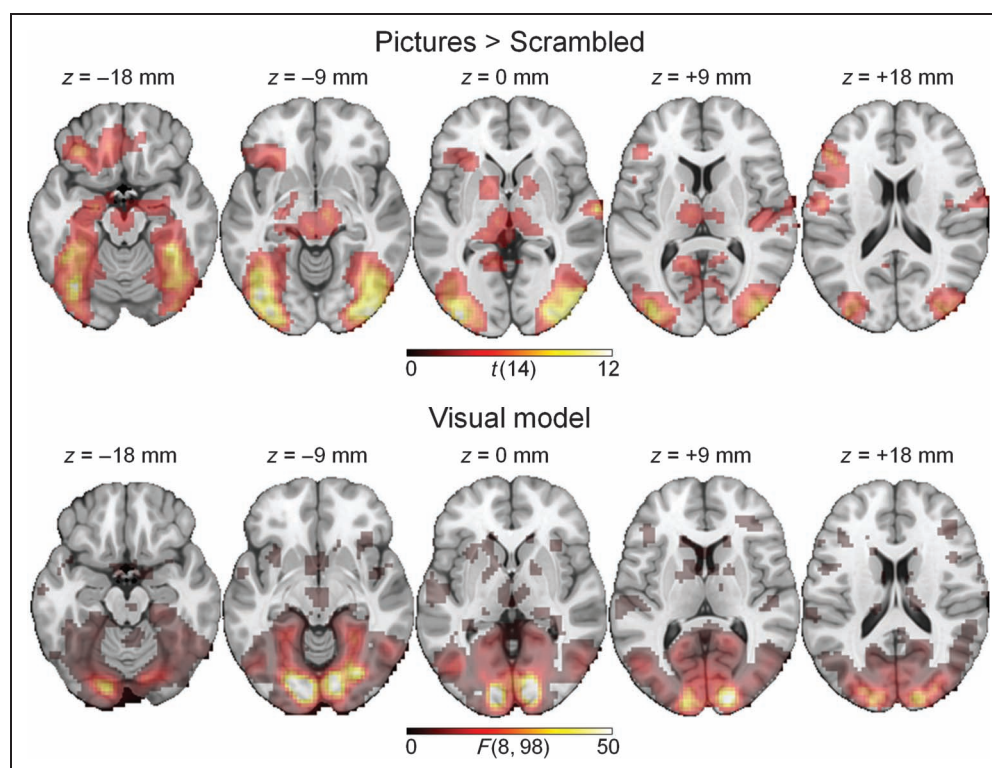 Pictures > Scrambled
z = −18 mm z = −9 mm z = 0 mm z = +9 mm z = +18 mm
0 t(14) 12
Visual model
z = −18 mm z = −9 mm z = 0 mm z = +9 mm z = +18 mm
0 F(8, 98) 50